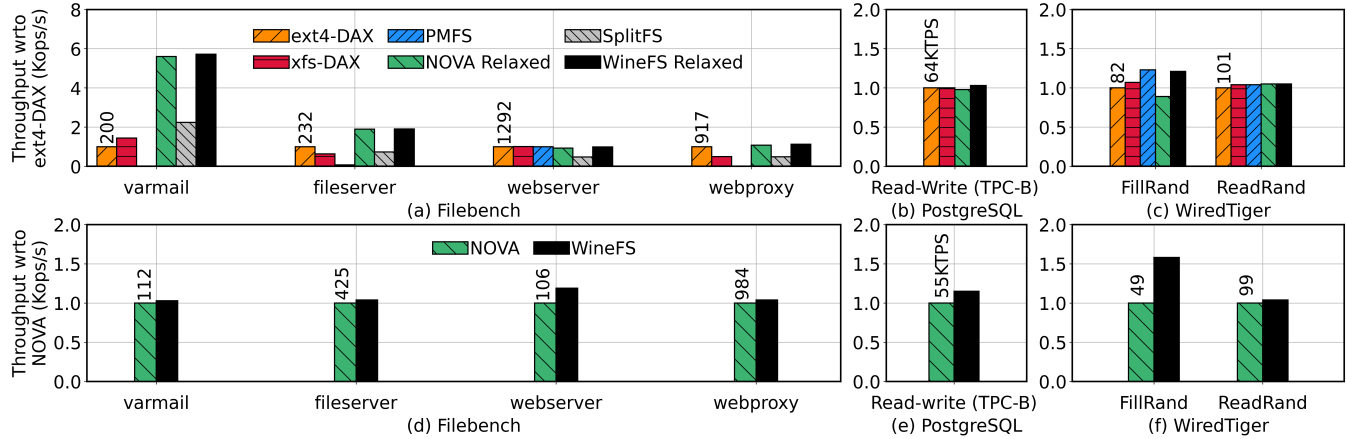 Throughput wrto
ext4-DAX (Kops/s)
8
6
4
2
0
ext4-DAX
PMFS
SplitFS
xfs-DAX
NOVA Relaxed
WineFS Relaxed
200
232
1292
917
varmail
fileserver
webserver
webproxy
(a) Filebench
2.0
1.5
1.0
0.5
0.0
64KTPS
Read-Write (TPC-B)
(b) PostgreSQL
2.0
1.5
1.0
0.5
0.0
82
101
FillRand
ReadRand
(c) WiredTiger
Throughput wrto
NOVA (Kops/s)
2.0
1.5
1.0
0.5
0.0
NOVA
WineFS
112
425
106
984
varmail
fileserver
webserver
webproxy
(d) Filebench
2.0
1.5
1.0
0.5
0.0
55KTPS
Read-write (TPC-B)
(e) PostgreSQL
2.0
1.5
1.0
0.5
0.0
49
99
FillRand
ReadRand
(f) WiredTiger